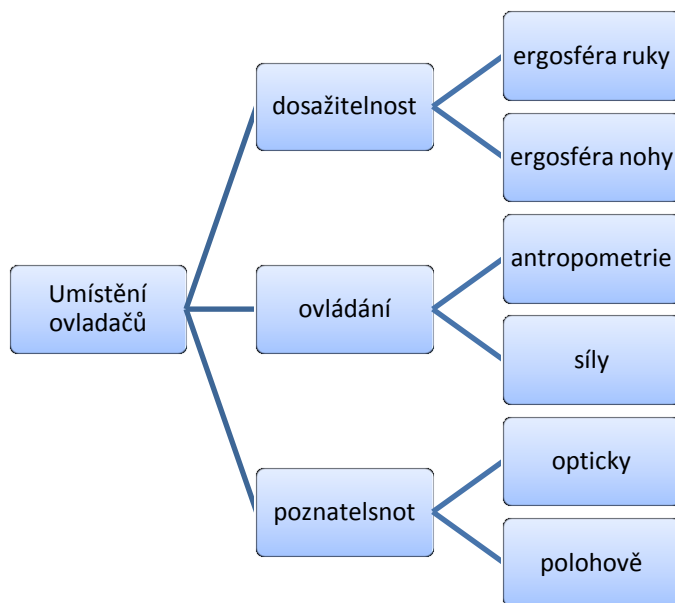 Umístění
ovladačů
dosažitelnost
ergosféra ruky
ergosféra nohy
ovládání
antropometrie
síly
poznatelsnot
opticky
polohově